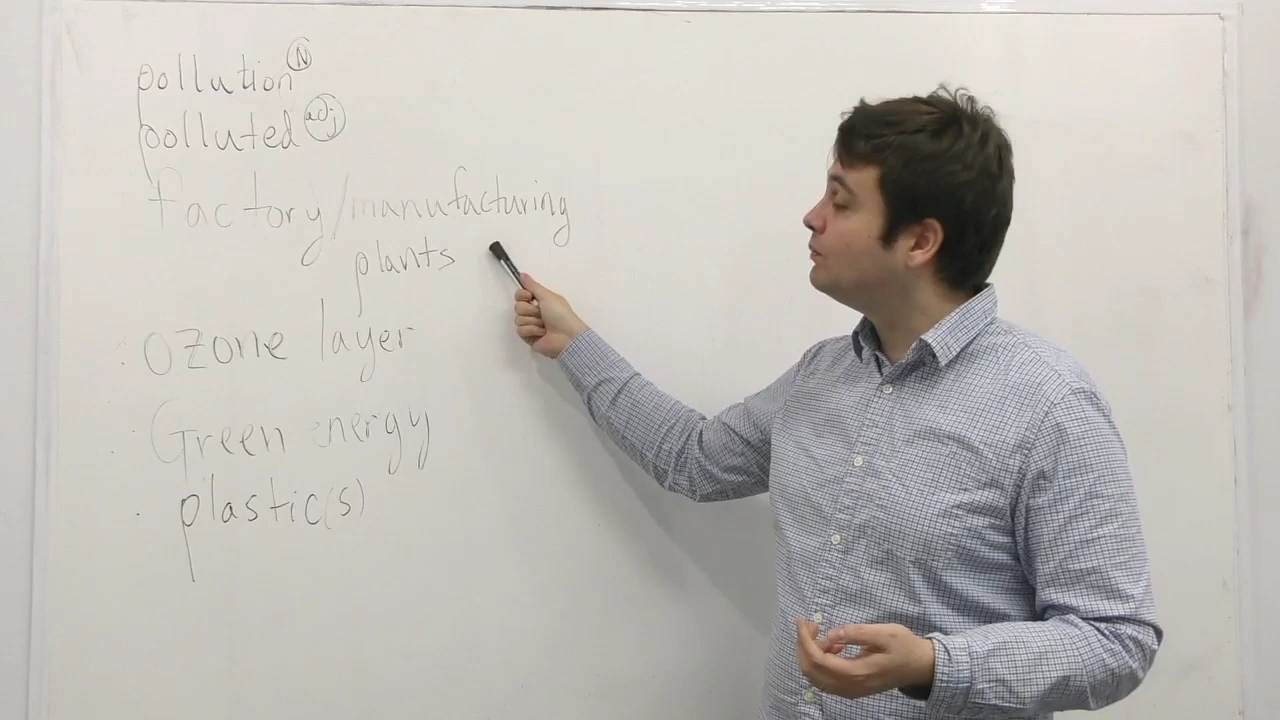 pollution N
polluted adj
factory/manufacturing
plants
ozone layer
Green energy
plastic(s)